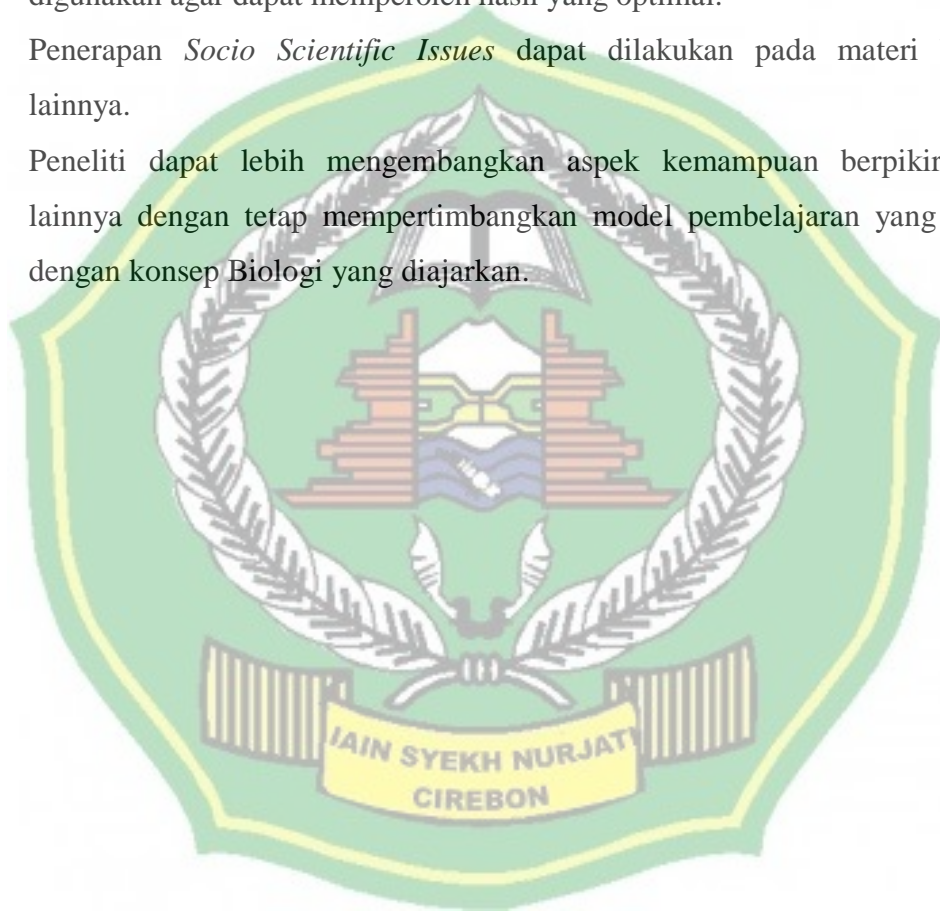 digunakan agar dapat memperoleh hasil yang optimal.
Penerapan Socio Scientific Issues dapat dilakukan pada materi
lainnya.
Peneliti dapat lebih mengembangkan aspek kemampuan berpikir
lainnya dengan tetap mempertimbangkan model pembelajaran yang
dengan konsep Biologi yang diajarkan.
IAIN SYEKH NURJATI
CIREBON